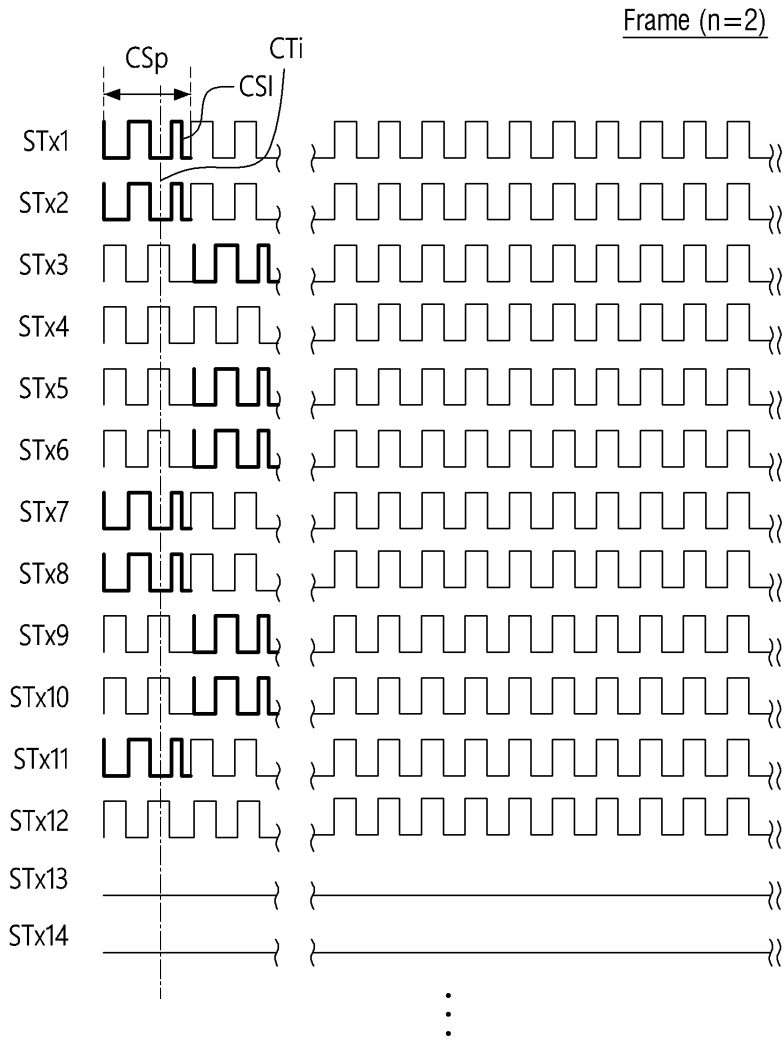 Frame (n=2)
CSp
CTi
CSI
STx1
STx2
STx3
STx4
STx5
STx6
STx7
STx8
STx9
STx10
STx11
STx12
STx13
STx14